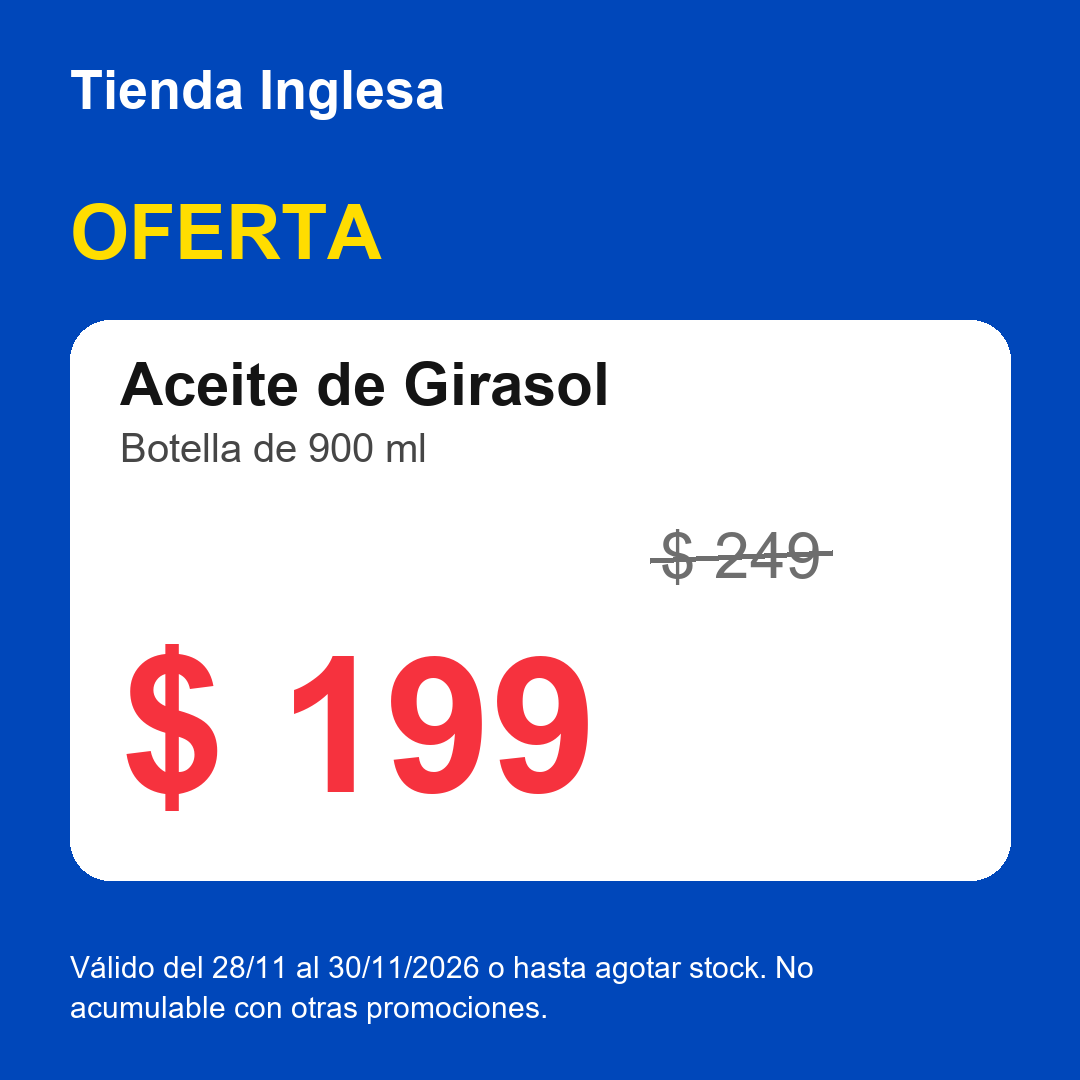 Tienda Inglesa
OFERTA
Aceite de Girasol
Botella de 900 ml
$ 249
$ 199
Válido del 28/11 al 30/11/2026 o hasta agotar stock. No
acumulable con otras promociones.